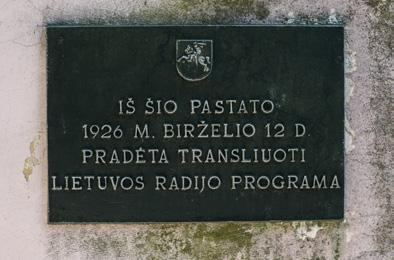 IŠ ŠIO PASTATO
1926 M. BIRŽELIO 12 D.
PRADĖTA TRANSLIUOTI
LIETUVOS RADIJO PROGRAMA